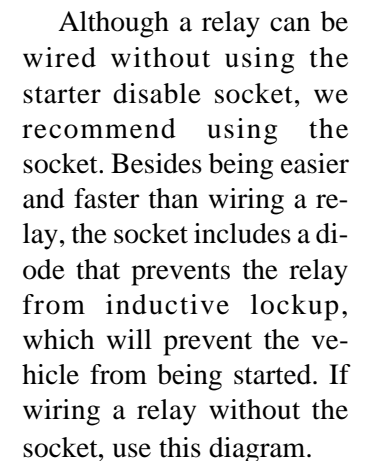 Although a relay can be
wired without using the
starter disable socket, we
recommend using the
socket. Besides being easier
and faster than wiring a re-
lay, the socket includes a di-
ode that prevents the relay
from inductive lockup,
which will prevent the ve-
hicle from being started. If
wiring a relay without the
socket, use this diagram.